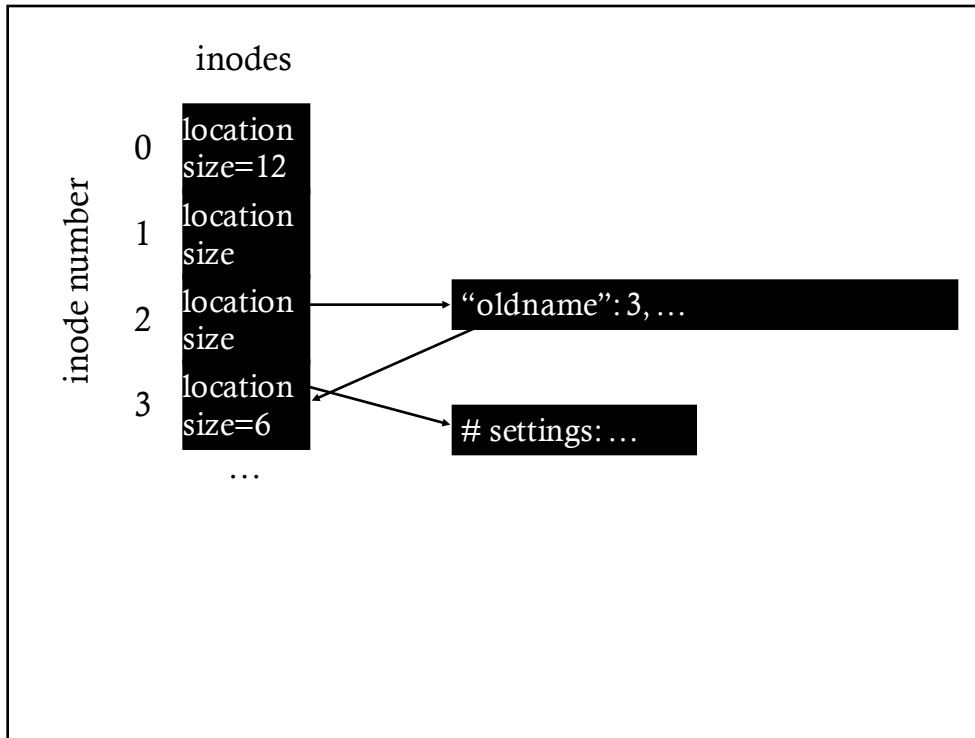 inodes
inode number
0
location
size=12
1
location
size
2
location
size
“oldname”: 3, …
3
location
size=6
# settings: …
…